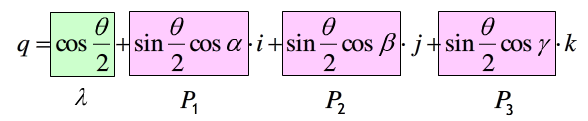 q = cos θ/2 + sin θ/2 cos α · i + sin θ/2 cos β · j + sin θ/2 cos γ · k
λ P₁ P₂ P₃